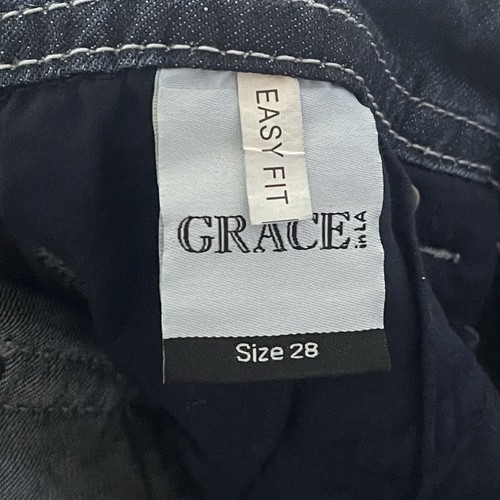 EASY FIT
GRACE in LA
Size 28